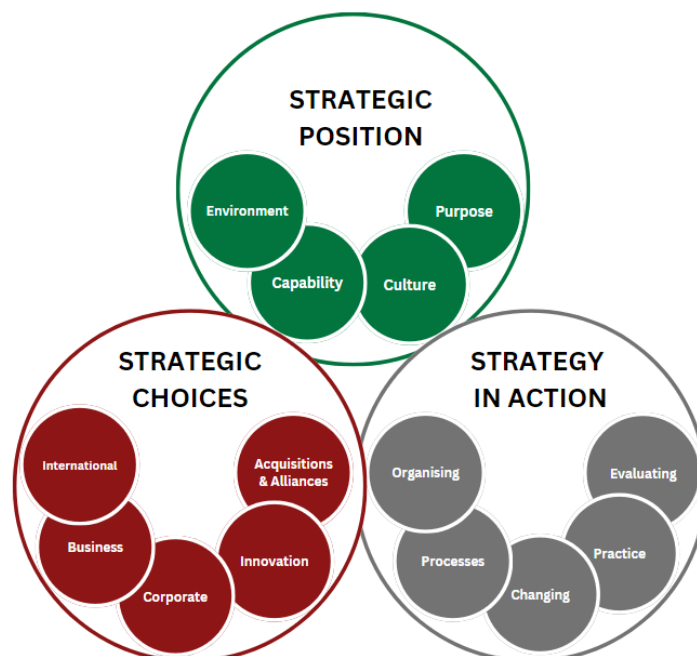 STRATEGIC
POSITION
Environment
Purpose
Capability
Culture
STRATEGIC
CHOICES
International
Acquisitions
& Alliances
Business
Innovation
Corporate
STRATEGY
IN ACTION
Organising
Evaluating
Processes
Practice
Changing